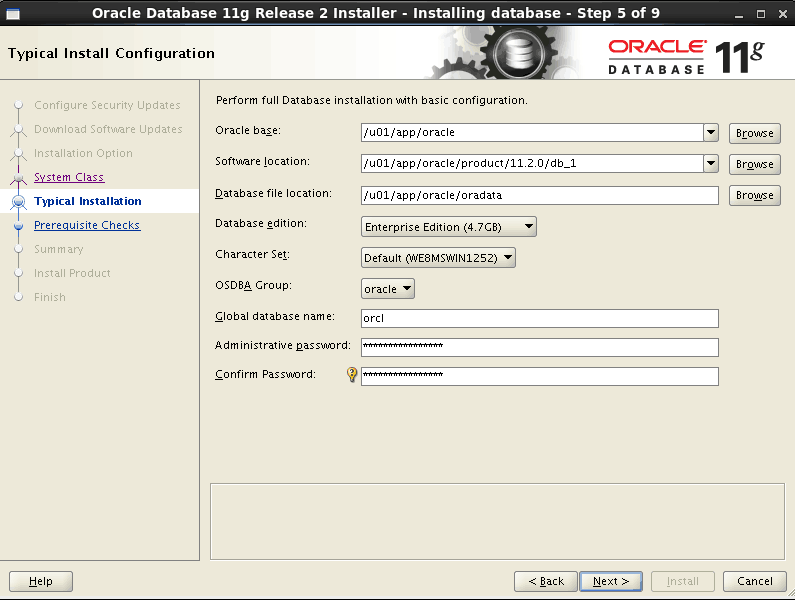 Oracle Database 11g Release 2 Installer - Installing database - Step 5 of 9
Typical Install Configuration
ORACLE® 11g
DATABASE
Configure Security Updates
Download Software Updates
Installation Option
System Class
Typical Installation
Prerequisite Checks
Summary
Install Product
Finish
Perform full Database installation with basic configuration.
Oracle base: /u01/app/oracle Browse
Software location: /u01/app/oracle/product/11.2.0/db_1 Browse
Database file location: /u01/app/oracle/oradata Browse
Database edition: Enterprise Edition (4.7GB)
Character Set: Default (WE8MSWIN1252)
OSDBA Group: oracle
Global database name: orcl
Administrative password: ****************
Confirm Password: ****************
Help < Back Next > Install Cancel